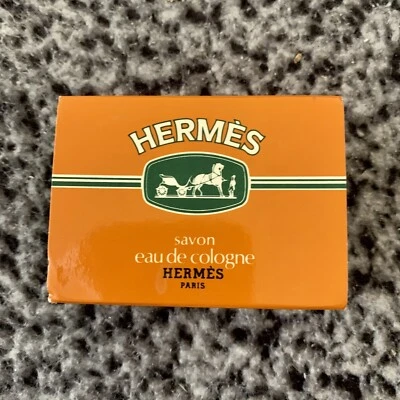 HERMÈS
savon
eau de cologne
HERMÈS
PARIS